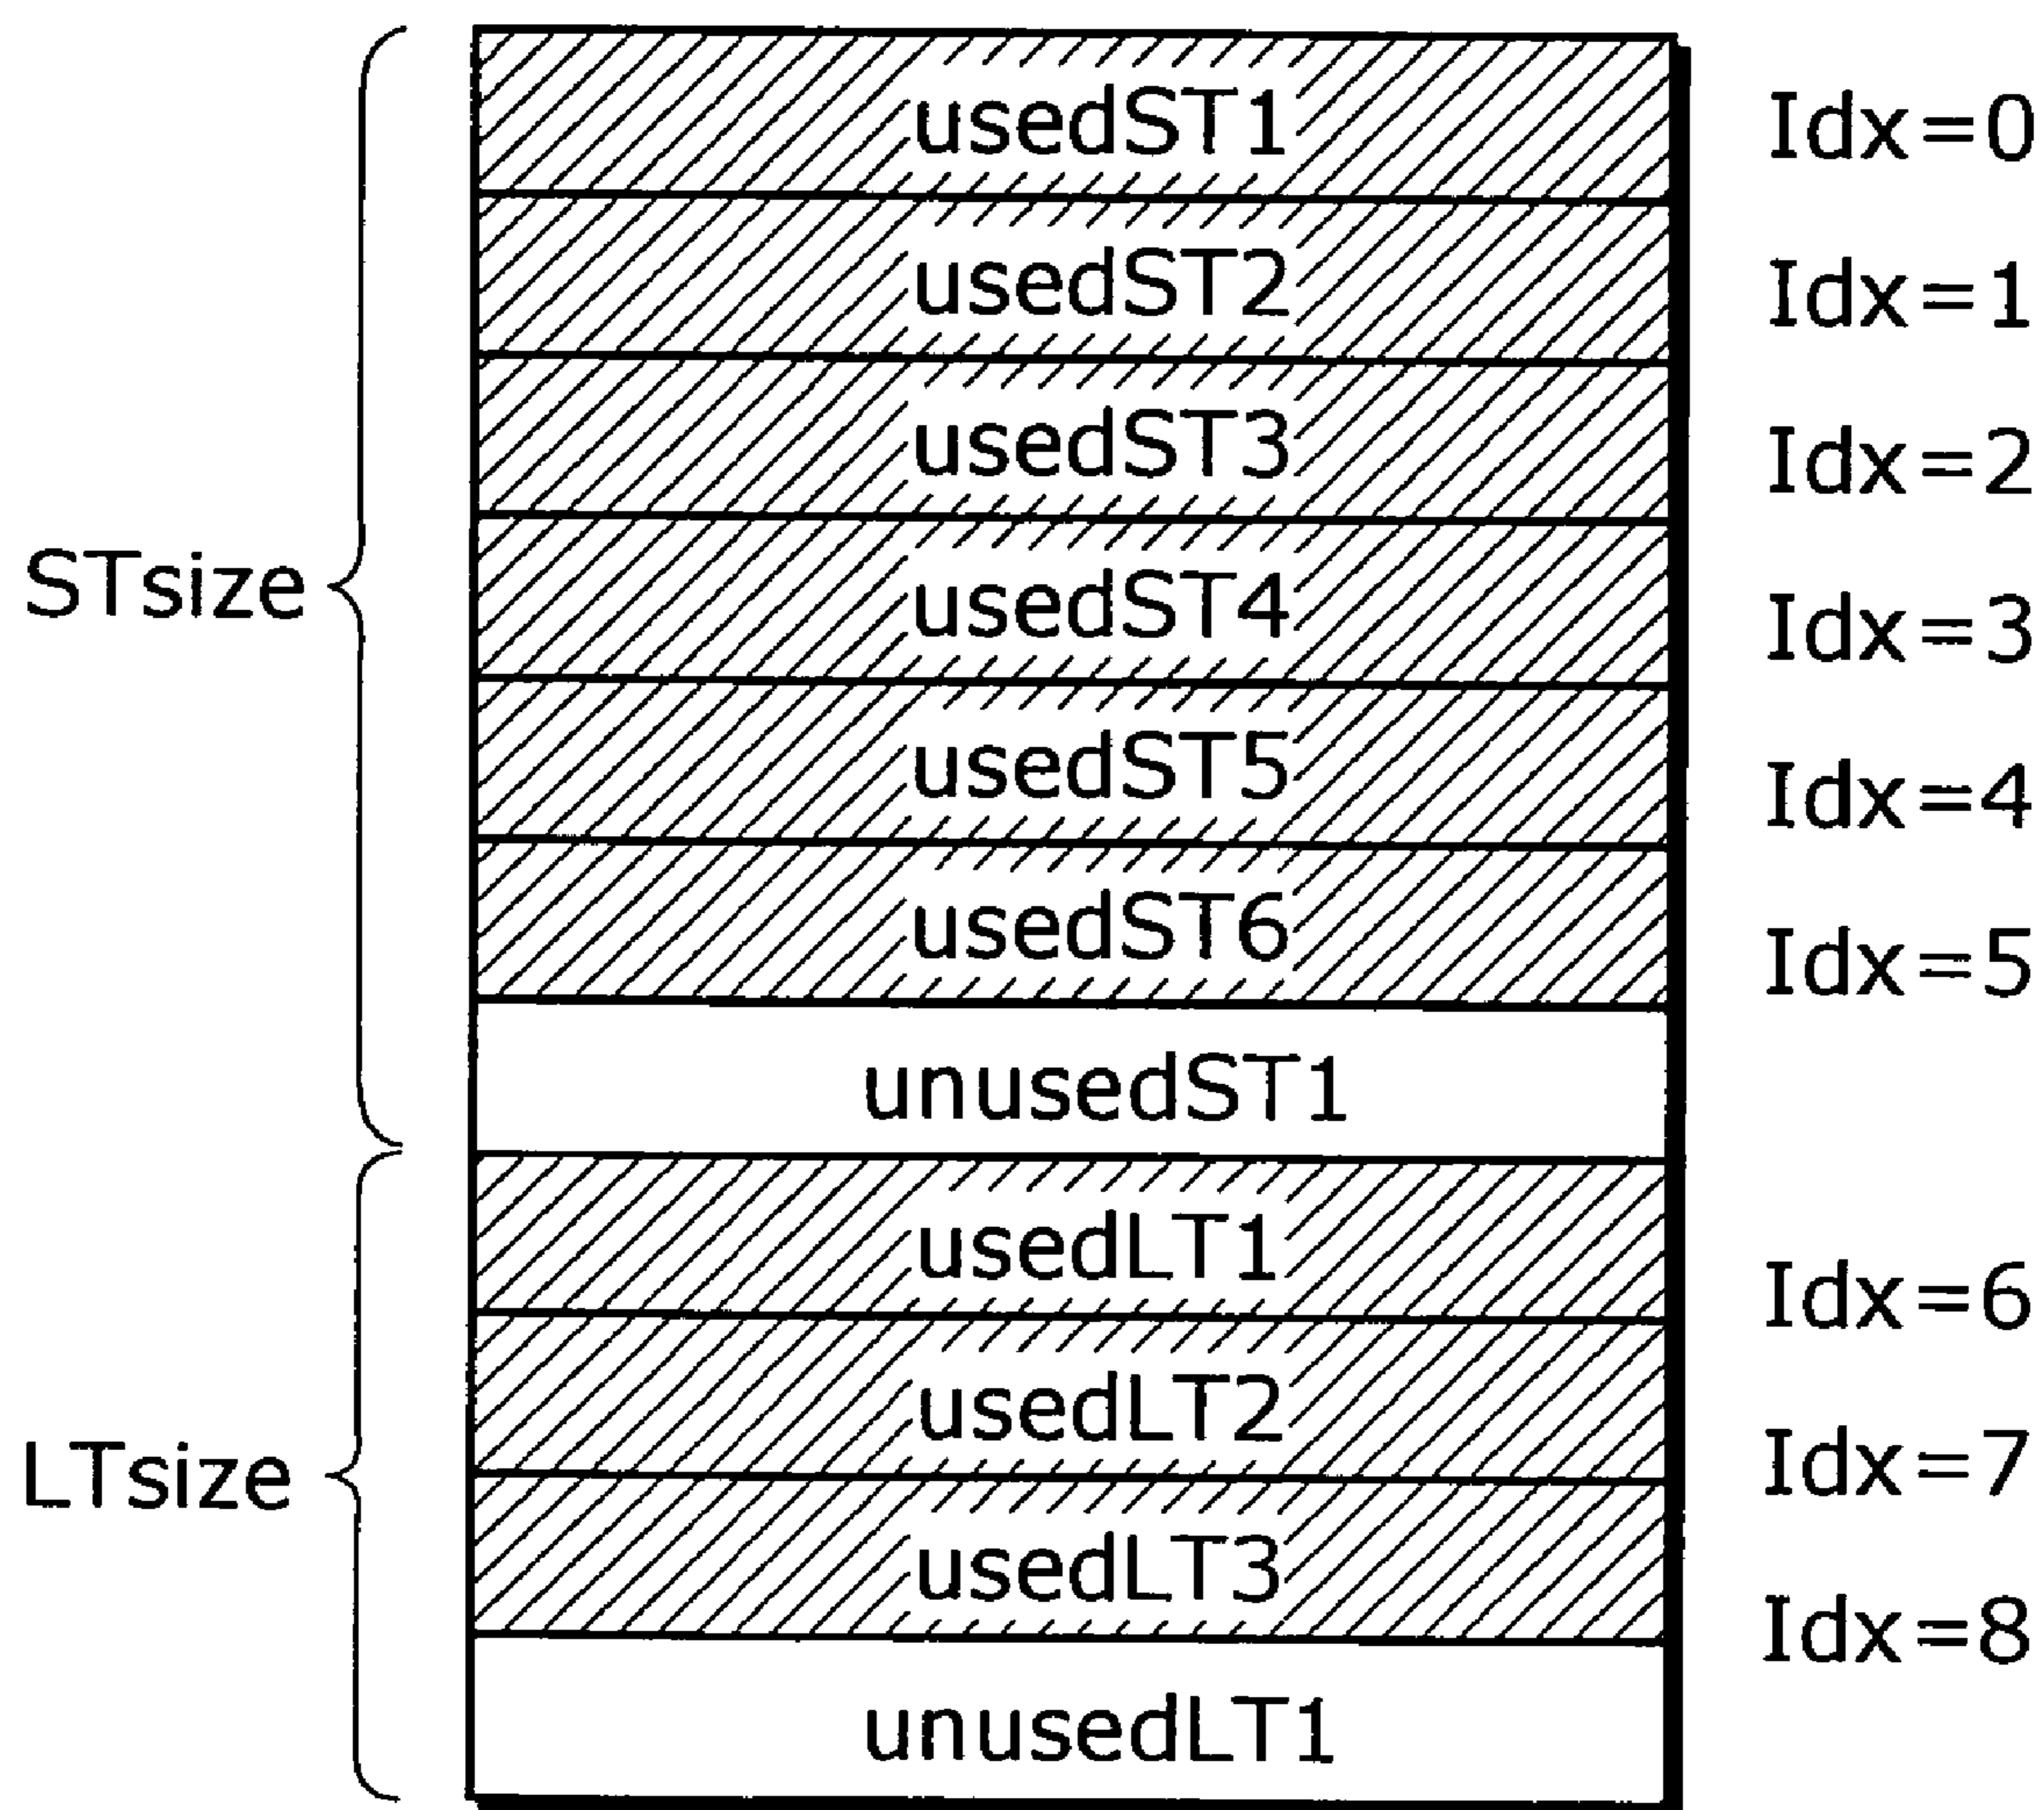 usedST1 Idx=0
usedST2 Idx=1
usedST3 Idx=2
STsize usedST4 Idx=3
usedST5 Idx=4
usedST6 Idx=5
unusedST1
usedLT1 Idx=6
usedLT2 Idx=7
LTsize usedLT3 Idx=8
unusedLT1